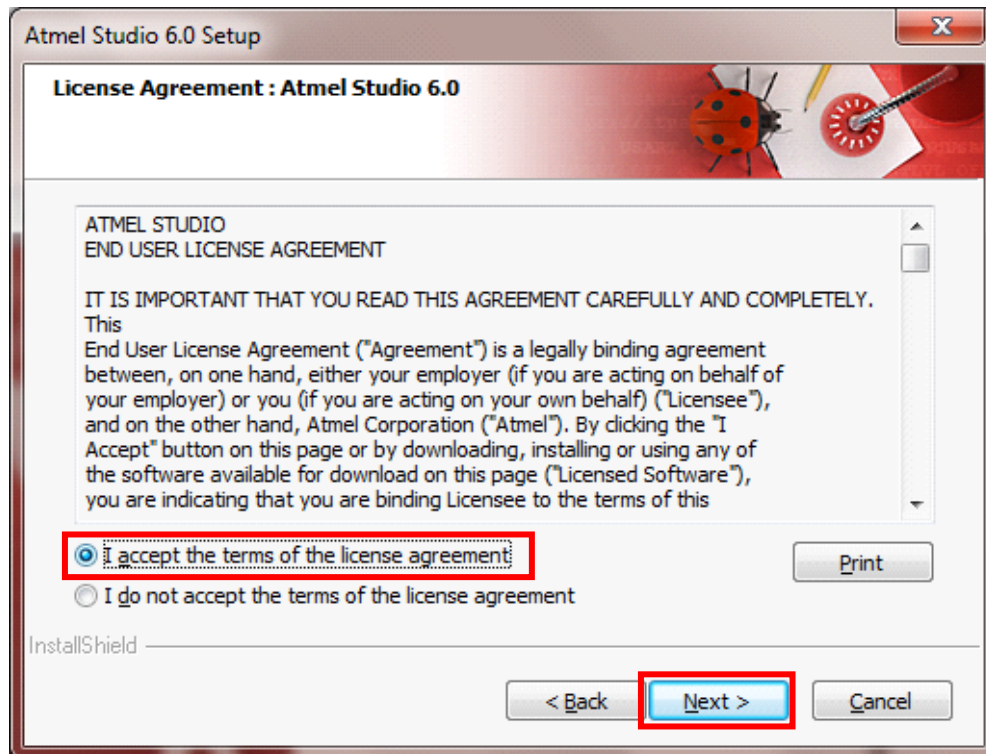 Atmel Studio 6.0 Setup
License Agreement : Atmel Studio 6.0
ATMEL STUDIO
END USER LICENSE AGREEMENT
IT IS IMPORTANT THAT YOU READ THIS AGREEMENT CAREFULLY AND COMPLETELY.
This
End User License Agreement ("Agreement") is a legally binding agreement
between, on one hand, either your employer (if you are acting on behalf of
your employer) or you (if you are acting on your own behalf) ("Licensee"),
and on the other hand, Atmel Corporation ("Atmel"). By clicking the "I
Accept" button on this page or by downloading, installing or using any of
the software available for download on this page ("Licensed Software"),
you are indicating that you are binding Licensee to the terms of this
I accept the terms of the license agreement
Print
I do not accept the terms of the license agreement
InstallShield
< Back Next > Cancel